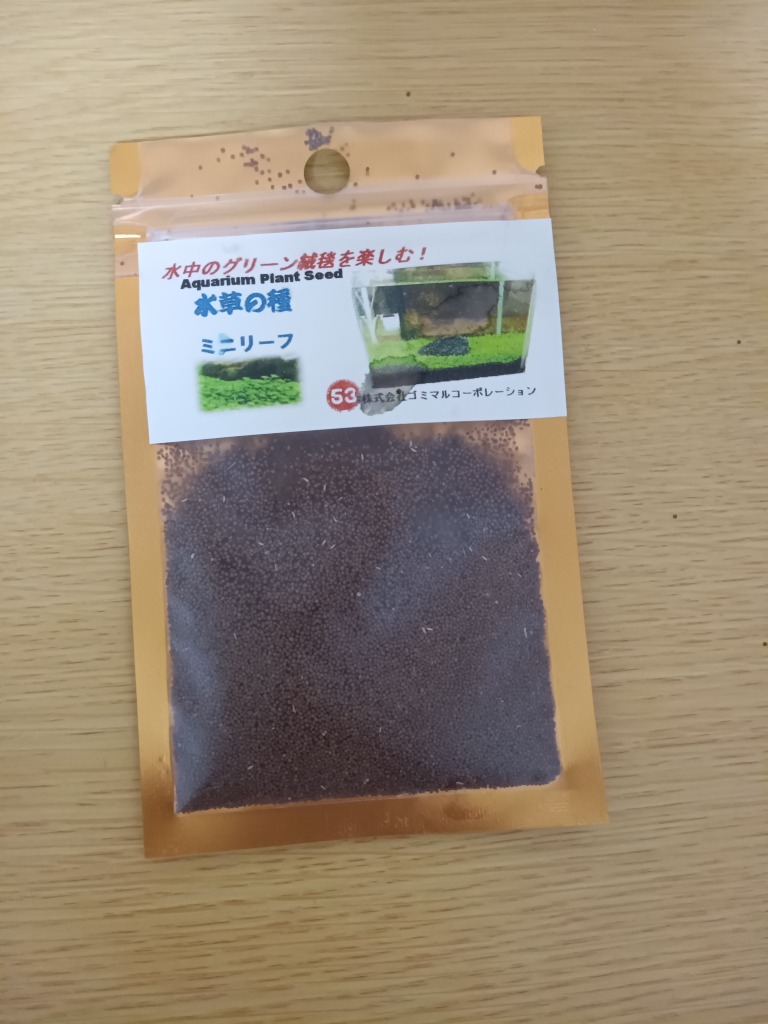 水中のグリーン絨毯を楽しむ！
Aquarium Plant Seed
水草の種
ミニリーフ
53 株式会社ゴミマルコーポレーション